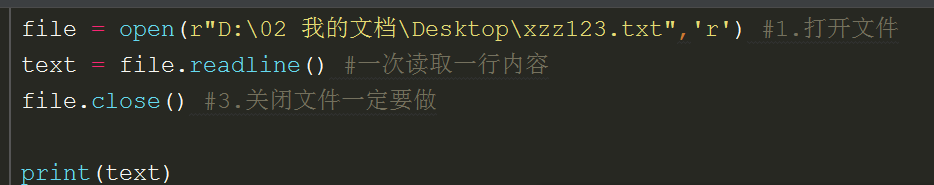 file = open(r"D:\02 我的文档\Desktop\xzz123.txt",'r') #1.打开文件
text = file.readline() #一次读取一行内容
file.close() #3.关闭文件一定要做
print(text)